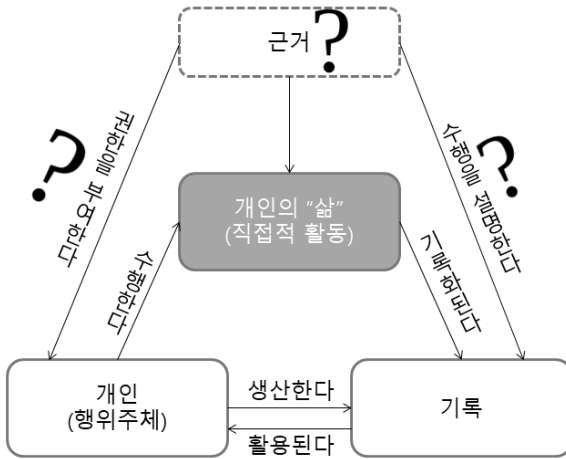 근거 ?
?
권한을 부여한다
수행을 설명한다
?
개인의 "삶"
(직접적 활동)
수행한다
기록화된다
개인
(행위주체)
생산한다
활용된다
기록